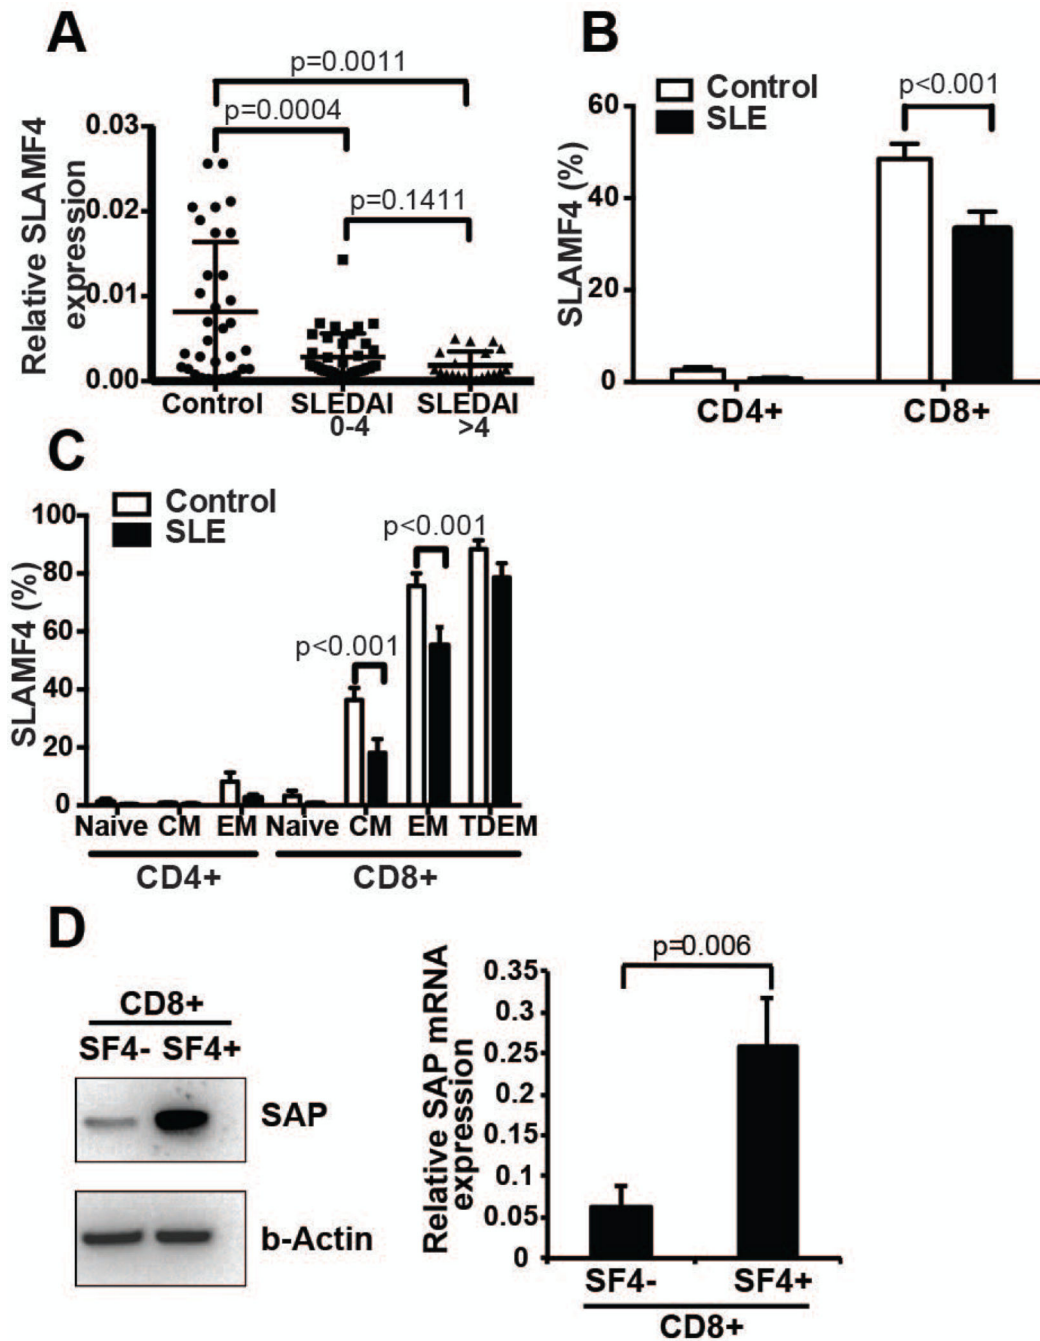 A
p=0.0011
p=0.0004
p=0.1411
Relative SLAMF4
expression
0.03
0.02
0.01
0.00
Control
SLEDAI
0-4
SLEDAI
>4
B
Control
SLE
p<0.001
SLAMF4 (%)
60
40
20
0
CD4+
CD8+
C
Control
SLE
p<0.001
p<0.001
SLAMF4 (%)
100
80
60
40
20
0
Naive CM EM Naive CM EM TDEM
CD4+
CD8+
D
CD8+
SF4- SF4+
SAP
b-Actin
p=0.006
Relative SAP mRNA
expression
0.35
0.3
0.25
0.2
0.15
0.1
0.05
0
SF4-
SF4+
CD8+